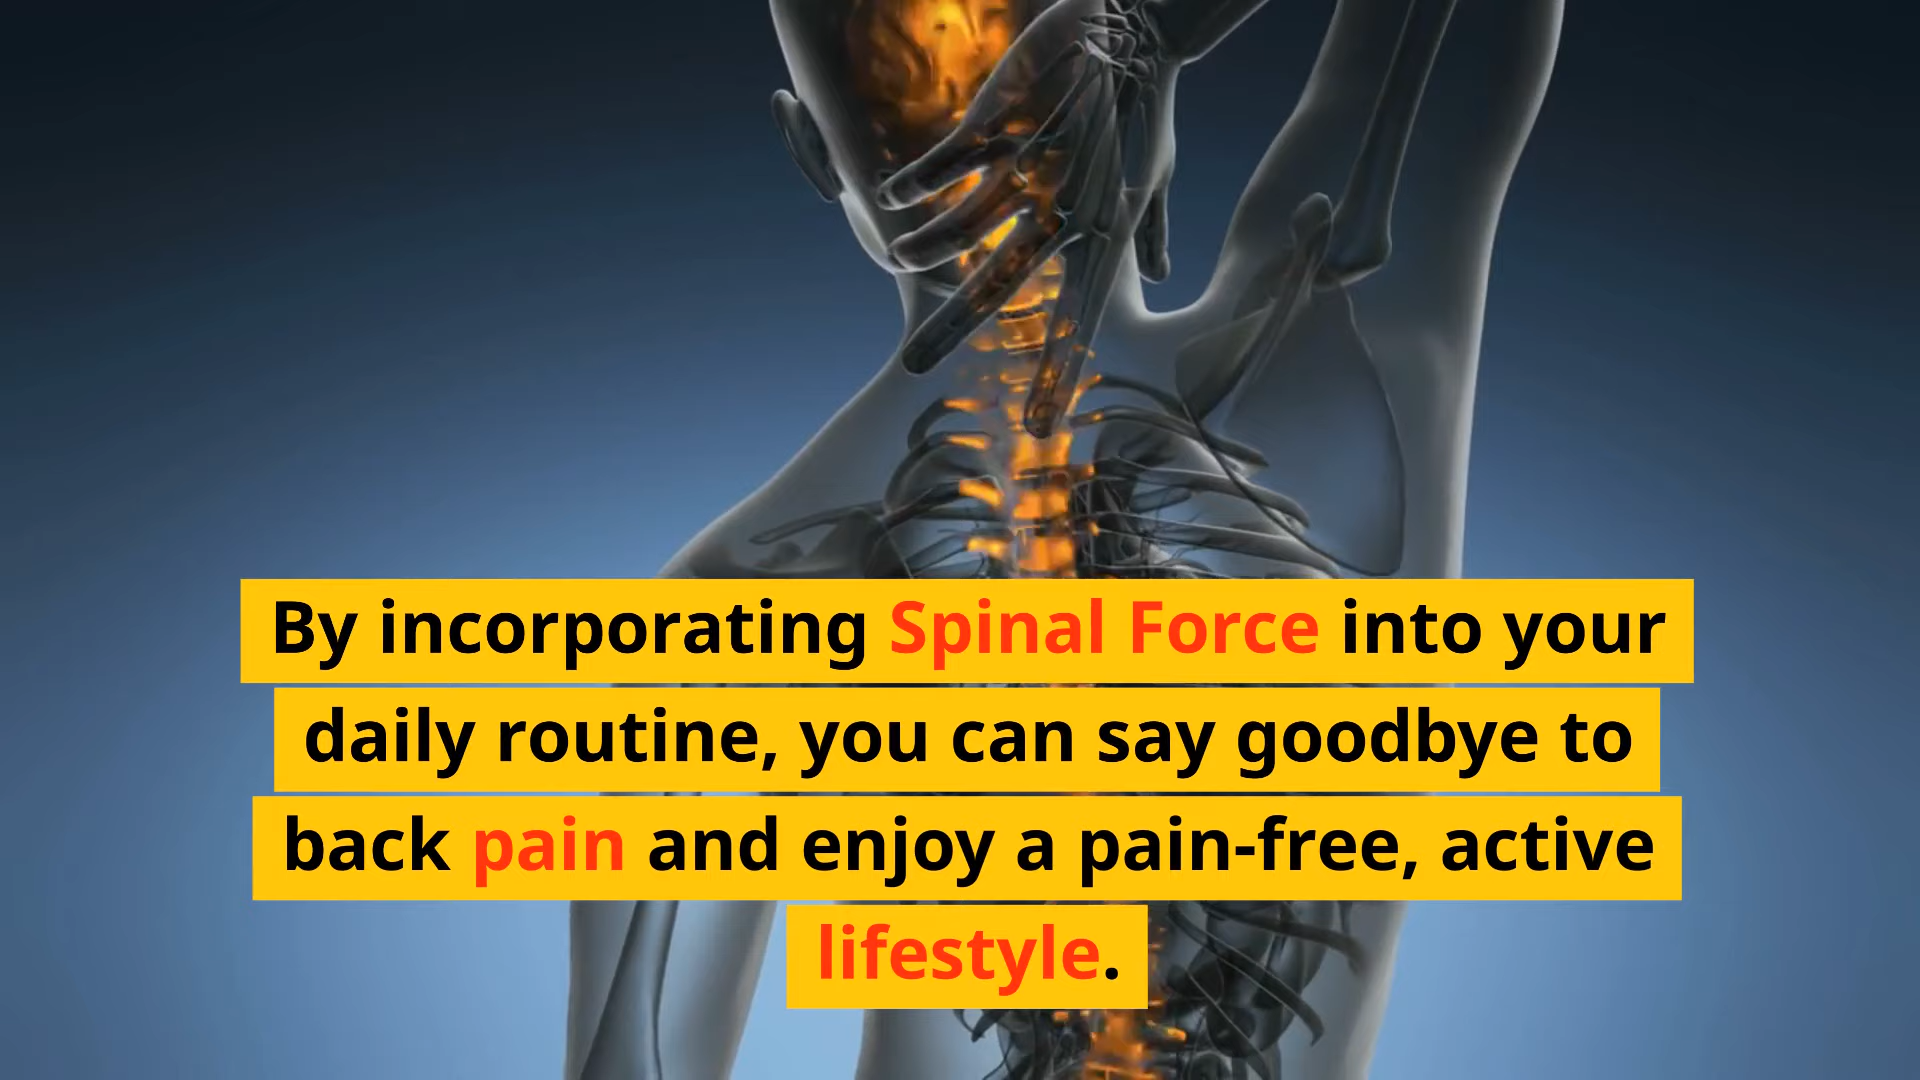 By incorporating Spinal Force into your
daily routine, you can say goodbye to
back pain and enjoy a pain-free, active
lifestyle.